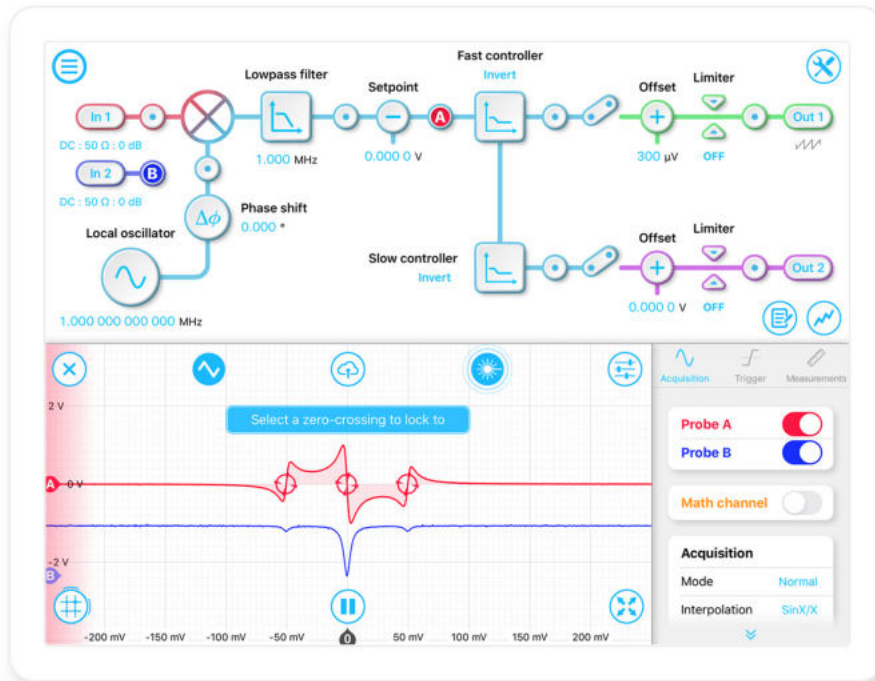 Fast controller
Invert
Lowpass filter
Setpoint
Offset
Limiter
In 1
A
Out 1
DC : 50 Ω : 0 dB
1.000 MHz
0.000 0 V
300 µV
OFF
In 2
B
DC : 50 Ω : 0 dB
Δϕ
Phase shift
0.000 °
Local oscillator
Slow controller
Invert
Offset
Limiter
Out 2
1.000 000 000 000 MHz
0.000 0 V
OFF
Acquisition
Trigger
Measurements
2 V
Select a zero-crossing to lock to
Probe A
Probe B
A
0 V
Math channel
-2 V
B
Acquisition
Mode
Normal
Interpolation
SinX/X
-200 mV
-150 mV
-100 mV
-50 mV
0
50 mV
100 mV
150 mV
200 mV